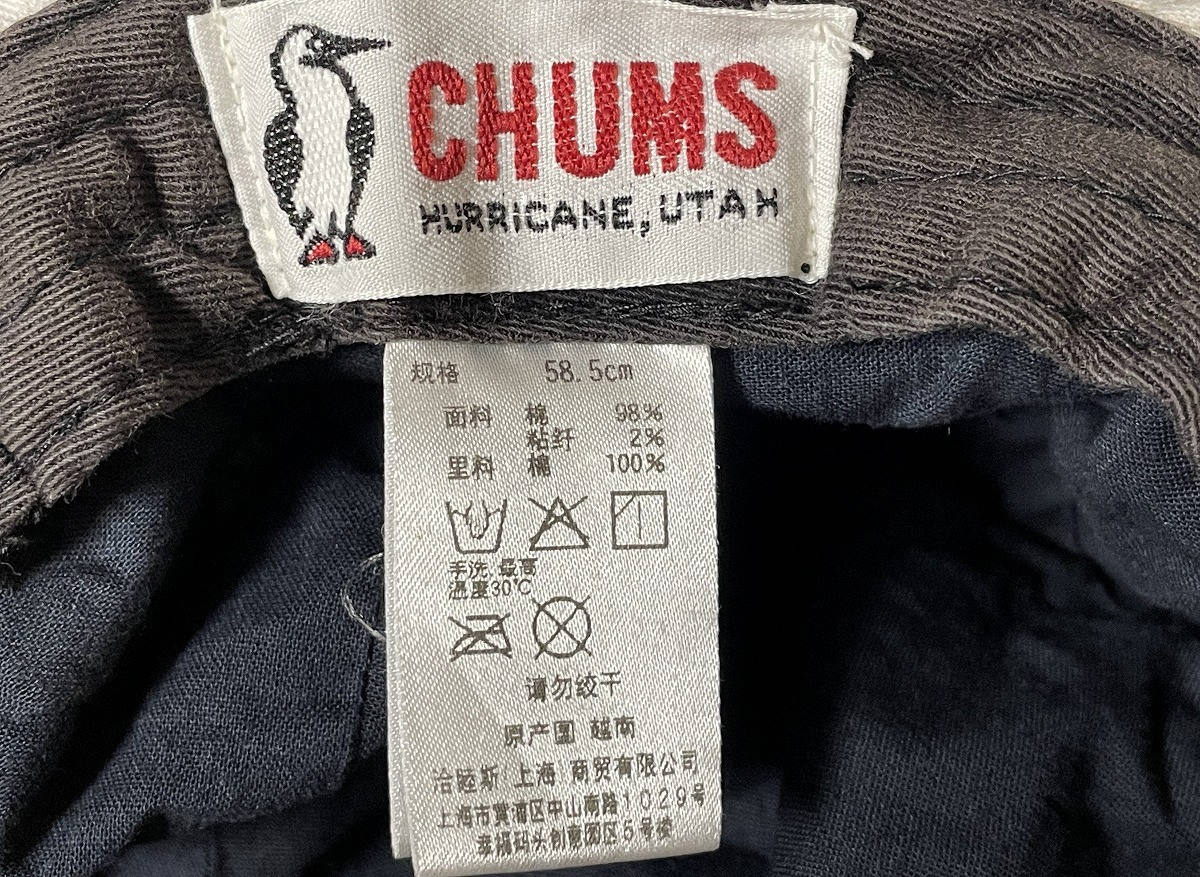 CHUMS
HURRICANE, UTAH
规格 58.5cm
面料 棉 98%
粘纤 2%
里料 棉 100%
手洗,最高
温度30℃
请勿绞干
原产国 越南
洽陸斯 上海 商贸有限公司
上海市黄浦区中山南路1029号
幸福码头创意园区5号楼